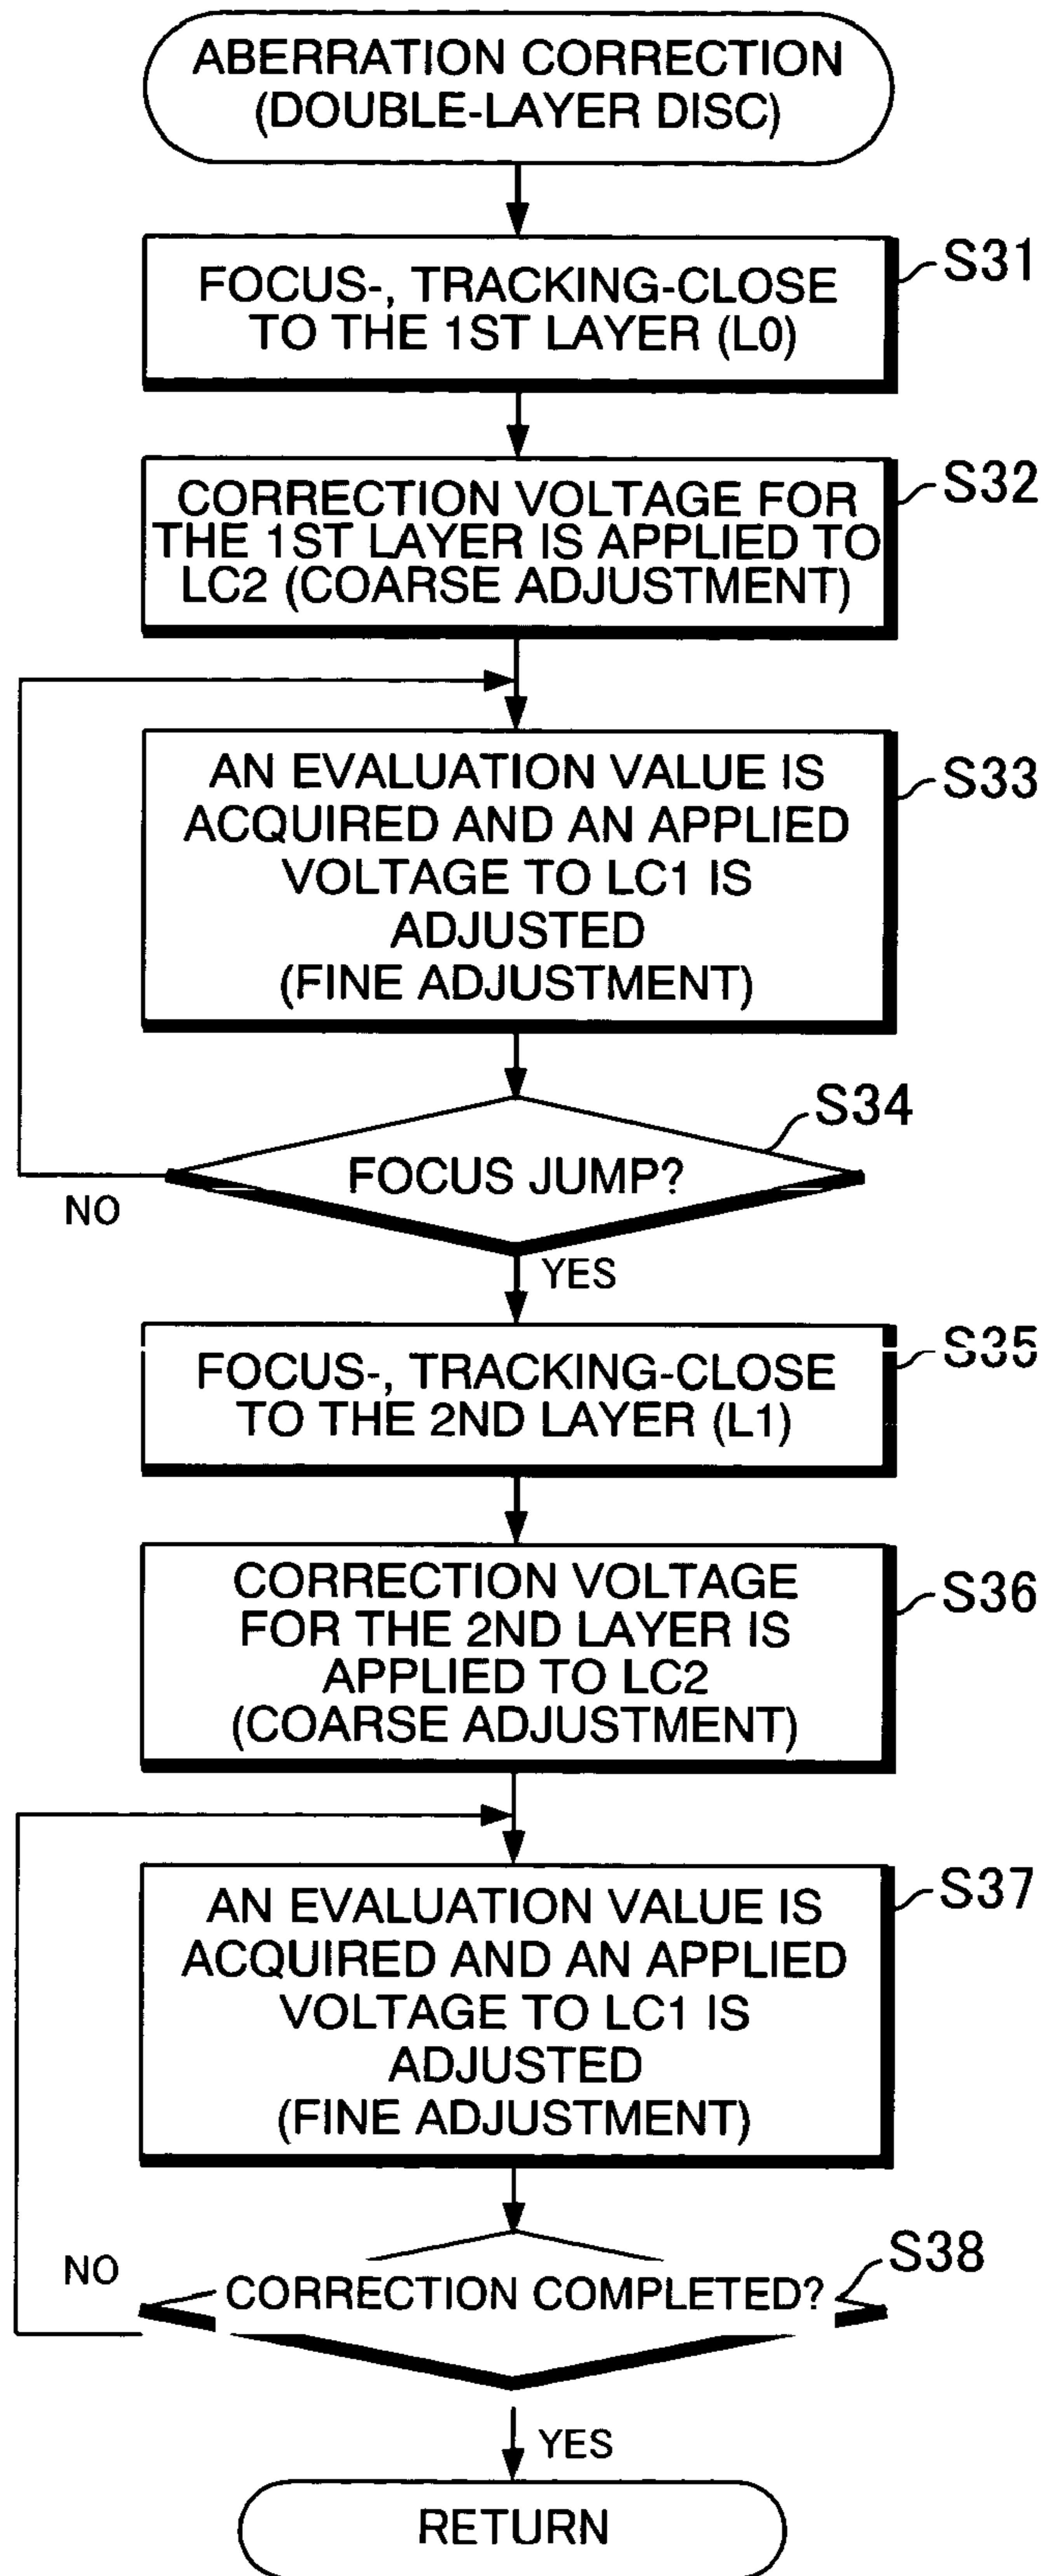 ABERRATION CORRECTION
(DOUBLE-LAYER DISC)
S31
FOCUS-, TRACKING-CLOSE
TO THE 1ST LAYER (L0)
S32
CORRECTION VOLTAGE FOR
THE 1ST LAYER IS APPLIED TO
LC2 (COARSE ADJUSTMENT)
S33
AN EVALUATION VALUE IS
ACQUIRED AND AN APPLIED
VOLTAGE TO LC1 IS
ADJUSTED
(FINE ADJUSTMENT)
S34
FOCUS JUMP?
NO
YES
S35
FOCUS-, TRACKING-CLOSE
TO THE 2ND LAYER (L1)
S36
CORRECTION VOLTAGE
FOR THE 2ND LAYER IS
APPLIED TO LC2
(COARSE ADJUSTMENT)
S37
AN EVALUATION VALUE IS
ACQUIRED AND AN APPLIED
VOLTAGE TO LC1 IS
ADJUSTED
(FINE ADJUSTMENT)
S38
NO
CORRECTION COMPLETED?
YES
RETURN